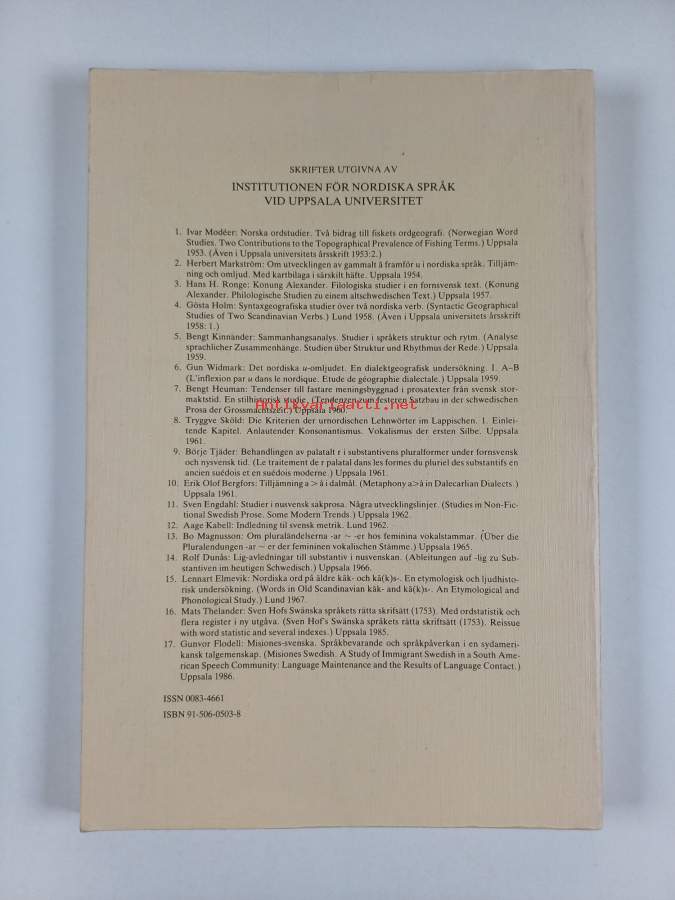 SKRIFTER UTGIVNA AV
INSTITUTIONEN FÖR NORDISKA SPRÅK
VID UPPSALA UNIVERSITET
1. Ivar Modéer: Norska ordstudier. Två bidrag till fiskets ordgeografi. (Norwegian Word
Studies. Two Contributions to the Topographical Prevalence of Fishing Terms.) Uppsala
1953. (Även i Uppsala universitets årsskrift 1953:2.)
2. Herbert Markström: Om utvecklingen av gammalt ă framför u i nordiska språk. Tilljäm-
ning och omljud. Med kartbilaga i särskilt häfte. Uppsala 1954.
3. Hans H. Ronge: Konung Alexander. Filologiska studier i en fornsvensk text. (Konung
Alexander. Philologische Studien zu einem altschwedischen Text.) Uppsala 1957.
4. Gösta Holm: Syntaxgeografiska studier över två nordiska verb. (Syntactic Geographical
Studies of Two Scandinavian Verbs.) Lund 1958. (Även i Uppsala universitets årsskrift
1958: 1.)
5. Bengt Kinnander: Sammanhangsanalys. Studier i språkets struktur och rytm. (Analyse
sprachlicher Zusammenhänge. Studien über Struktur und Rhythmus der Rede.) Uppsala
1959.
6. Gun Widmark: Det nordiska u-omljudet. En dialektgeografisk undersökning. 1. A–B
(L'inflexion par u dans le nordique. Etude de géographie dialectale.) Uppsala 1959.
7. Bengt Heuman: Tendenser till fastare meningsbyggnad i prosatexter från svensk stor-
maktstid. En stilhistorisk studie. (Tendenzen zum festeren Satzbau in der schwedischen
Prosa der Grossmachtszeit.) Uppsala 1960.
Antikvariaatti.net
8. Tryggve Sköld: Die Kriterien der urnordischen Lehnwörter im Lappischen. 1. Einlei-
tende Kapitel. Anlautender Konsonantismus. Vokalismus der ersten Silbe. Uppsala
1961.
9. Börje Tjäder: Behandlingen av palatalt r i substantivens pluralformer under fornsvensk
och nysvensk tid. (Le traitement de r palatal dans les formes du pluriel des substantifs en
ancien suédois et en suédois moderne.) Uppsala 1961.
10. Erik Olof Bergfors: Tilljämning a > å i dalmål. (Metaphony a>å in Dalecarlian Dialects.)
Uppsala 1961.
11. Sven Engdahl: Studier i nusvensk sakprosa. Några utvecklingslinjer. (Studies in Non-Fic-
tional Swedish Prose. Some Modern Trends.) Uppsala 1962.
12. Aage Kabell: Indledning til svensk metrik. Lund 1962.
13. Bo Magnusson: Om pluraländelserna -ar ~ -er hos feminina vokalstammar. (Über die
Pluralendungen -ar ~ er der femininen vokalischen Stämme.) Uppsala 1965.
14. Rolf Dunås: Lig-avledningar till substantiv i nusvenskan. (Ableitungen auf -lig zu Sub-
stantiven im heutigen Schwedisch.) Uppsala 1966.
15. Lennart Elmevik: Nordiska ord på äldre kåk- och kå(k)s-. En etymologisk och ljudhisto-
risk undersökning. (Words in Old Scandinavian kåk- and kå(k)s-. An Etymological and
Phonological Study.) Lund 1967.
16. Mats Thelander: Sven Hofs Swänska språkets rätta skrifsätt (1753). Med ordstatistik och
flera register i ny utgåva. (Sven Hof's Swänska språkets rätta skrifsätt (1753). Reissue
with word statistic and several indexes.) Uppsala 1985.
17. Gunvor Flodell: Misiones-svenska. Språkbevarande och språkpåverkan i en sydameri-
kansk talgemenskap. (Misiones Swedish. A Study of Immigrant Swedish in a South Ame-
rican Speech Community: Language Maintenance and the Results of Language Contact.)
Uppsala 1986.
ISSN 0083-4661
ISBN 91-506-0503-8